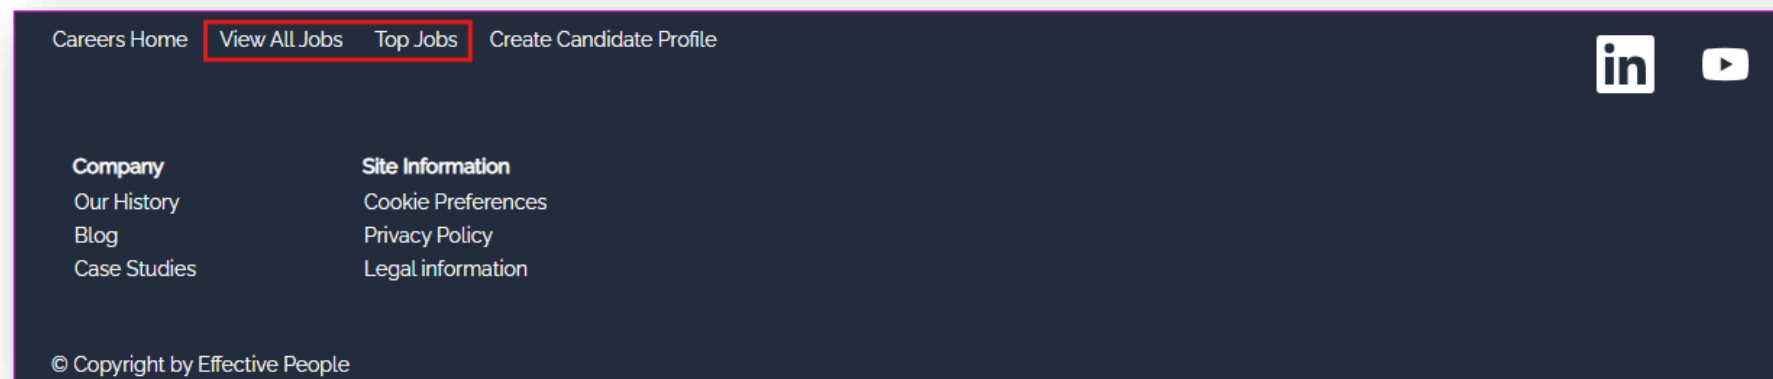 Careers Home View All Jobs Top Jobs Create Candidate Profile
in
Company
Our History
Blog
Case Studies
Site Information
Cookie Preferences
Privacy Policy
Legal information
© Copyright by Effective People